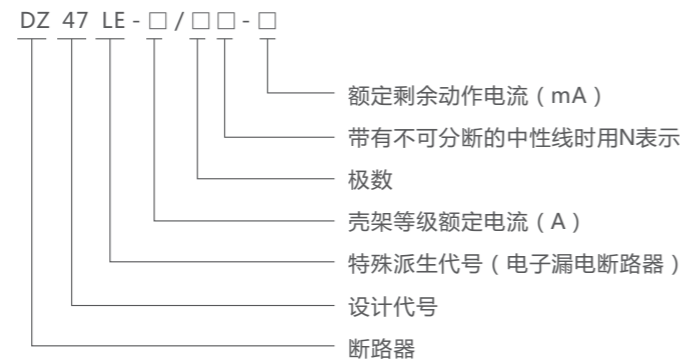 DZ 47 LE - □ / □ □ - □
额定剩余动作电流 ( mA )
带有不可分断的中性线时用N表示
极数
壳架等级额定电流 ( A )
特殊派生代号 ( 电子漏电断路器 )
设计代号
断路器